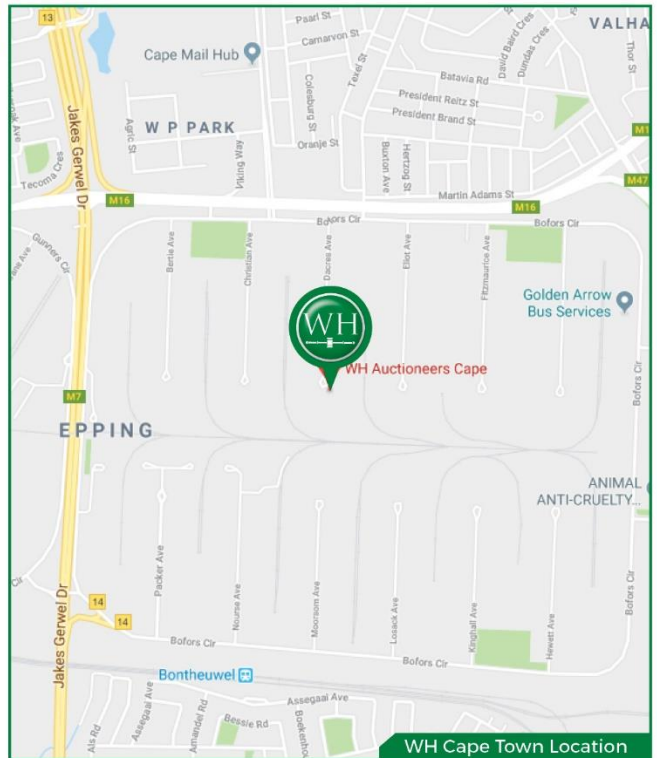 13
Paarl St
Carnarvon St
VALHA
Cape Mail Hub
Colesburg St
Texel St
David Baird Cres
Dundas Cres
Thor St
Batavia Rd
President Reitz St
President Brand St
Jakes Gerwel Dr
Agric St
W P PARK
Viking Way
Oranje St
Buxton Ave
Hertzog St
M1
Tecoma Cres
M47
M16
Martin Adams St
M16
Bofors Cir
Bofors Cir
Gunners Cir
Bertie Ave
Christian Ave
Dacres Ave
Eliot Ave
Fitzmaurice Ave
Golden Arrow
Bus Services
WH
WH Auctioneers Cape
Bofors Cir
M7
EPPING
ANIMAL
ANTI-CRUELTY...
Packer Ave
Nourse Ave
Moorsom Ave
Losack Ave
Kinghall Ave
Hewett Ave
Bofors Cir
Cir
14
14
Jakes Gerwel Dr
Bofors Cir
Bofors Cir
Bontheuwel
Assegaai Ave
Als Rd
Assegaai Ave
Amandel Rd
Bessie Rd
WH Cape Town Location